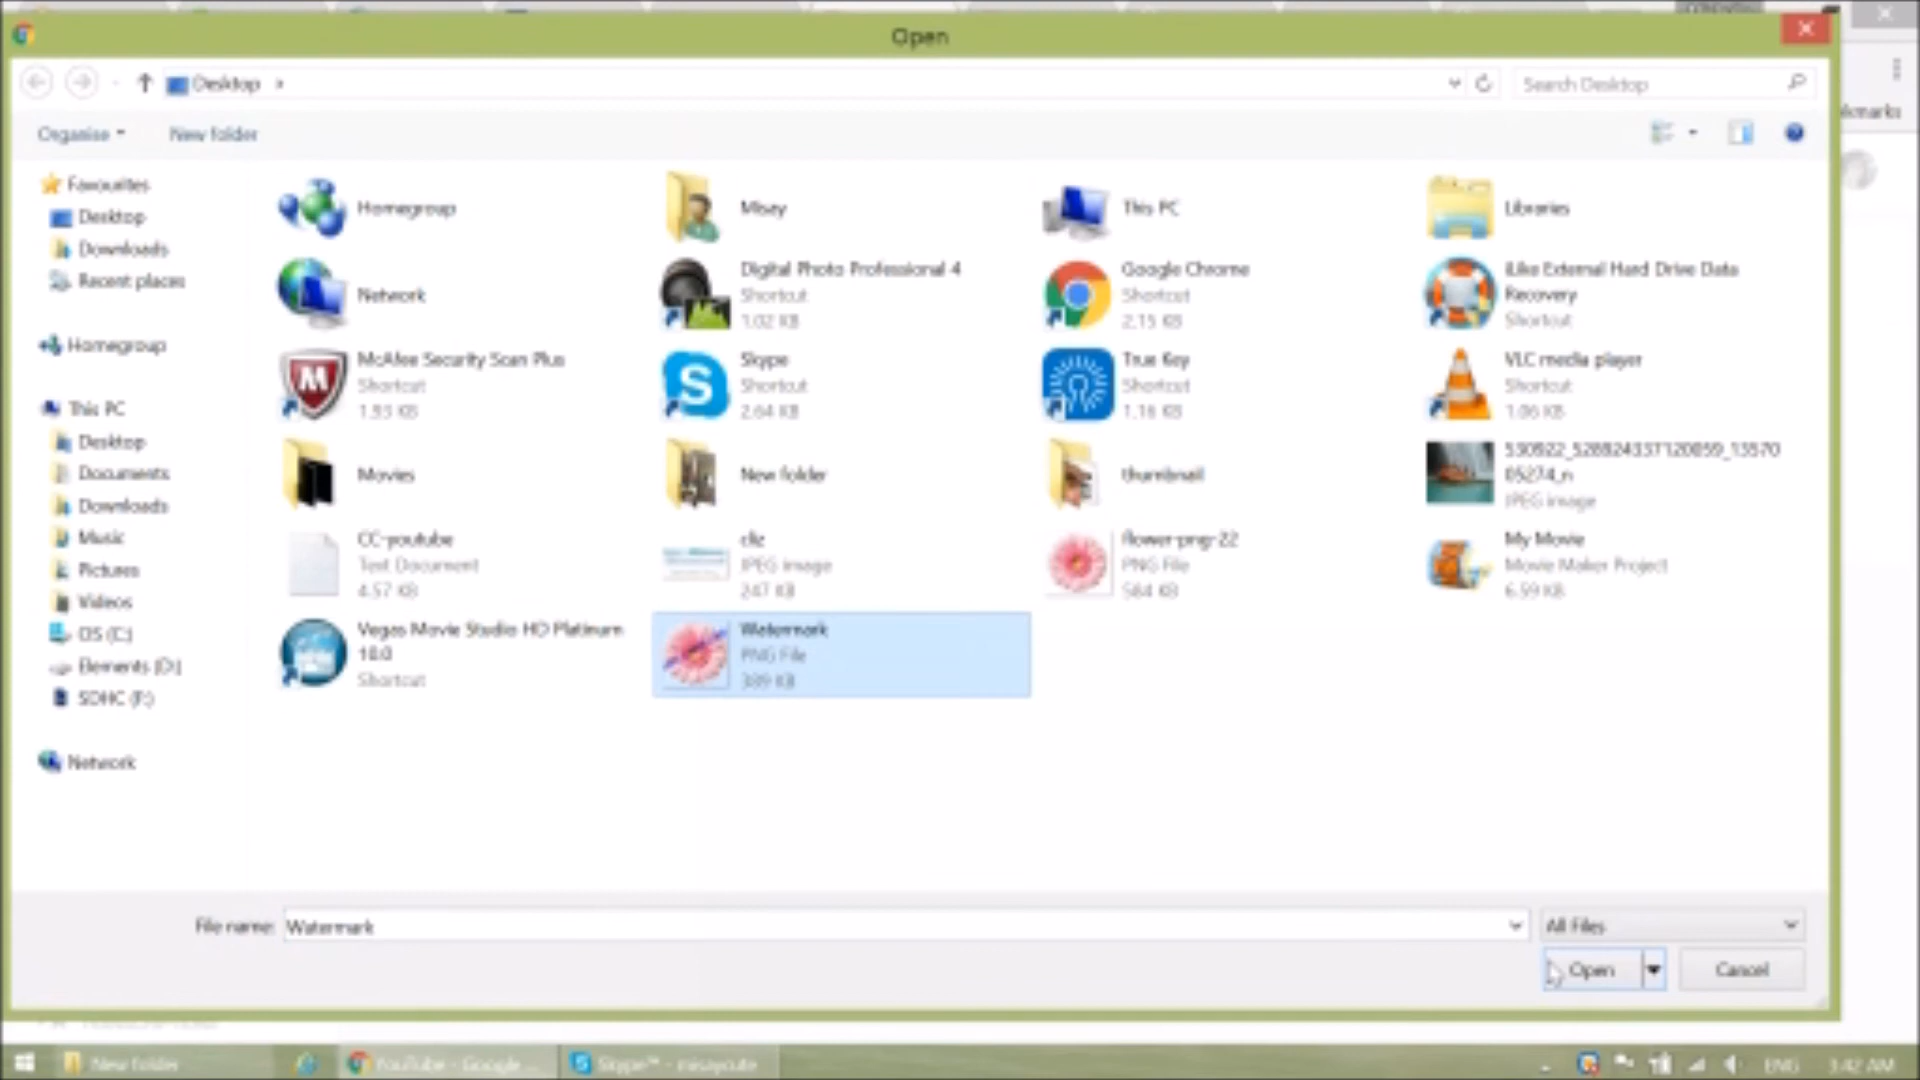 Open
Desktop
Search Desktop
Organise
New folder
Favourites
Desktop
Downloads
Recent places
Homegroup
This PC
Desktop
Documents
Downloads
Music
Pictures
Videos
OS (C:)
Elements (D:)
SDHC (F:)
Network
Homegroup
Misay
This PC
Libraries
Network
Digital Photo Professional 4
Shortcut
1.02 KB
Google Chrome
Shortcut
2.15 KB
iLike External Hard Drive Data
Recovery
Shortcut
McAfee Security Scan Plus
Shortcut
1.93 KB
Skype
Shortcut
2.64 KB
True Key
Shortcut
1.16 KB
VLC media player
Shortcut
1.06 KB
Movies
New folder
thumbnail
JPEG image
CC-youtube
Text Document
4.57 KB
JPEG image
247 KB
flower-png-22
PNG File
564 KB
My Movie
Movie Maker Project
6.59 KB
Vegas Movie Studio HD Platinum
10.0
Shortcut
Watermark
PNG File
389 KB
File name: Watermark
All Files
Open
Cancel
New folder
YouTube - Google ...
Skype™ - misaycute
ENG
3:42 AM